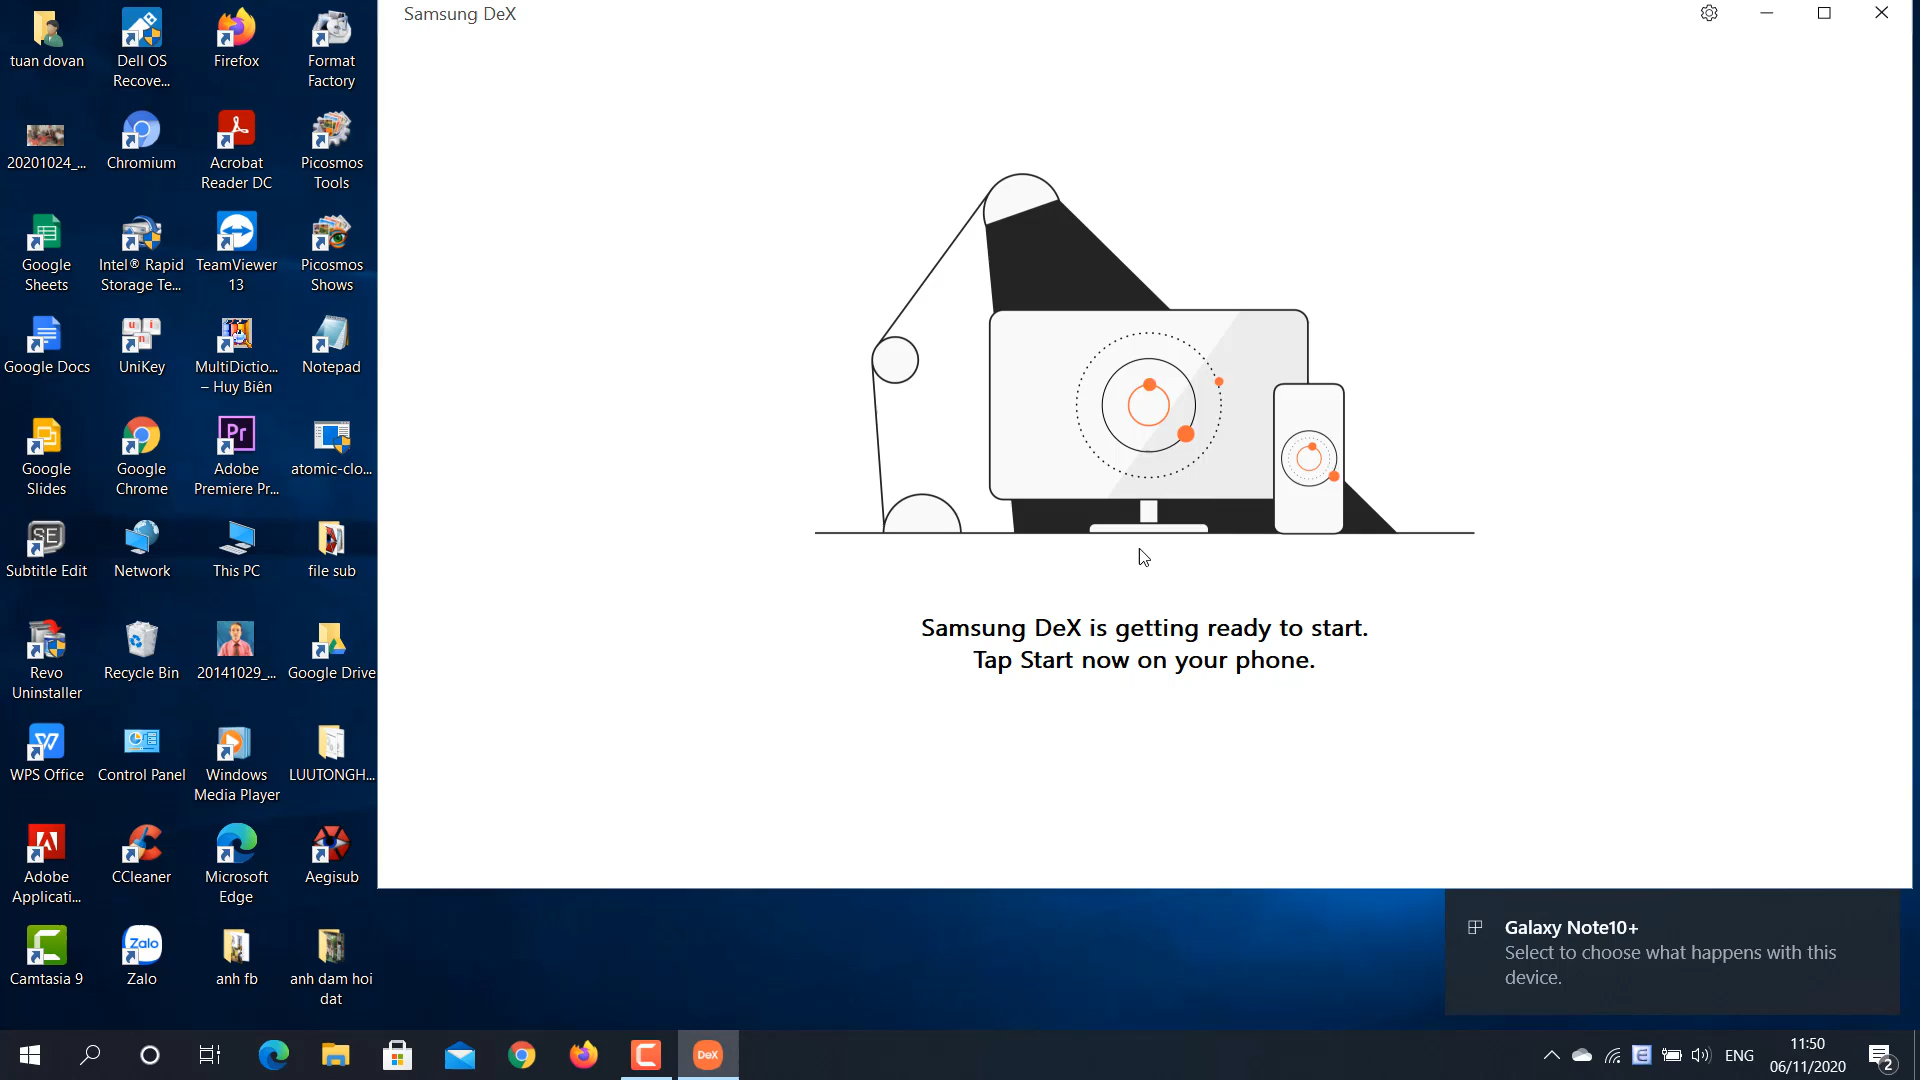 Samsung DeX
tuan dovan
Dell OS
Recove...
Firefox
Format
Factory
20201024_...
Chromium
Acrobat
Reader DC
Picosmos
Tools
Google
Sheets
Intel® Rapid
Storage Te...
TeamViewer
13
Picosmos
Shows
Google Docs
UniKey
MultiDictio...
– Huy Biên
Notepad
Google
Slides
Google
Chrome
Pr
Adobe
Premiere Pr...
atomic-clo...
SE
Subtitle Edit
Network
This PC
file sub
Revo
Uninstaller
Recycle Bin
20141029_...
Google Drive
WPS Office
Control Panel
Windows
Media Player
LUUTONGH...
Adobe
Applicati...
CCleaner
Microsoft
Edge
Aegisub
Camtasia 9
Zalo
Zalo
anh fb
anh dam hoi
dat
Samsung DeX is getting ready to start.
Tap Start now on your phone.
Galaxy Note10+
Select to choose what happens with this
device.
DeX
ENG
11:50
06/11/2020
2